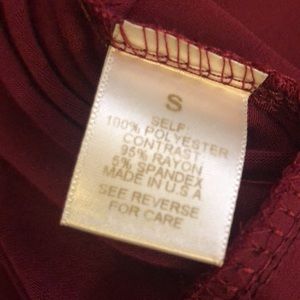 S
SELF:
100% POLYESTER
CONTRAST:
95% RAYON
5% SPANDEX
MADE IN U.S.A
SEE REVERSE
FOR CARE